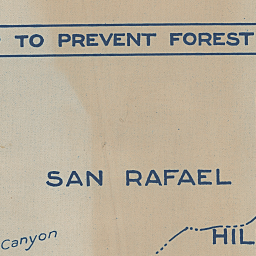 TO PREVENT FOREST
SAN RAFAEL
Canyon
HIL